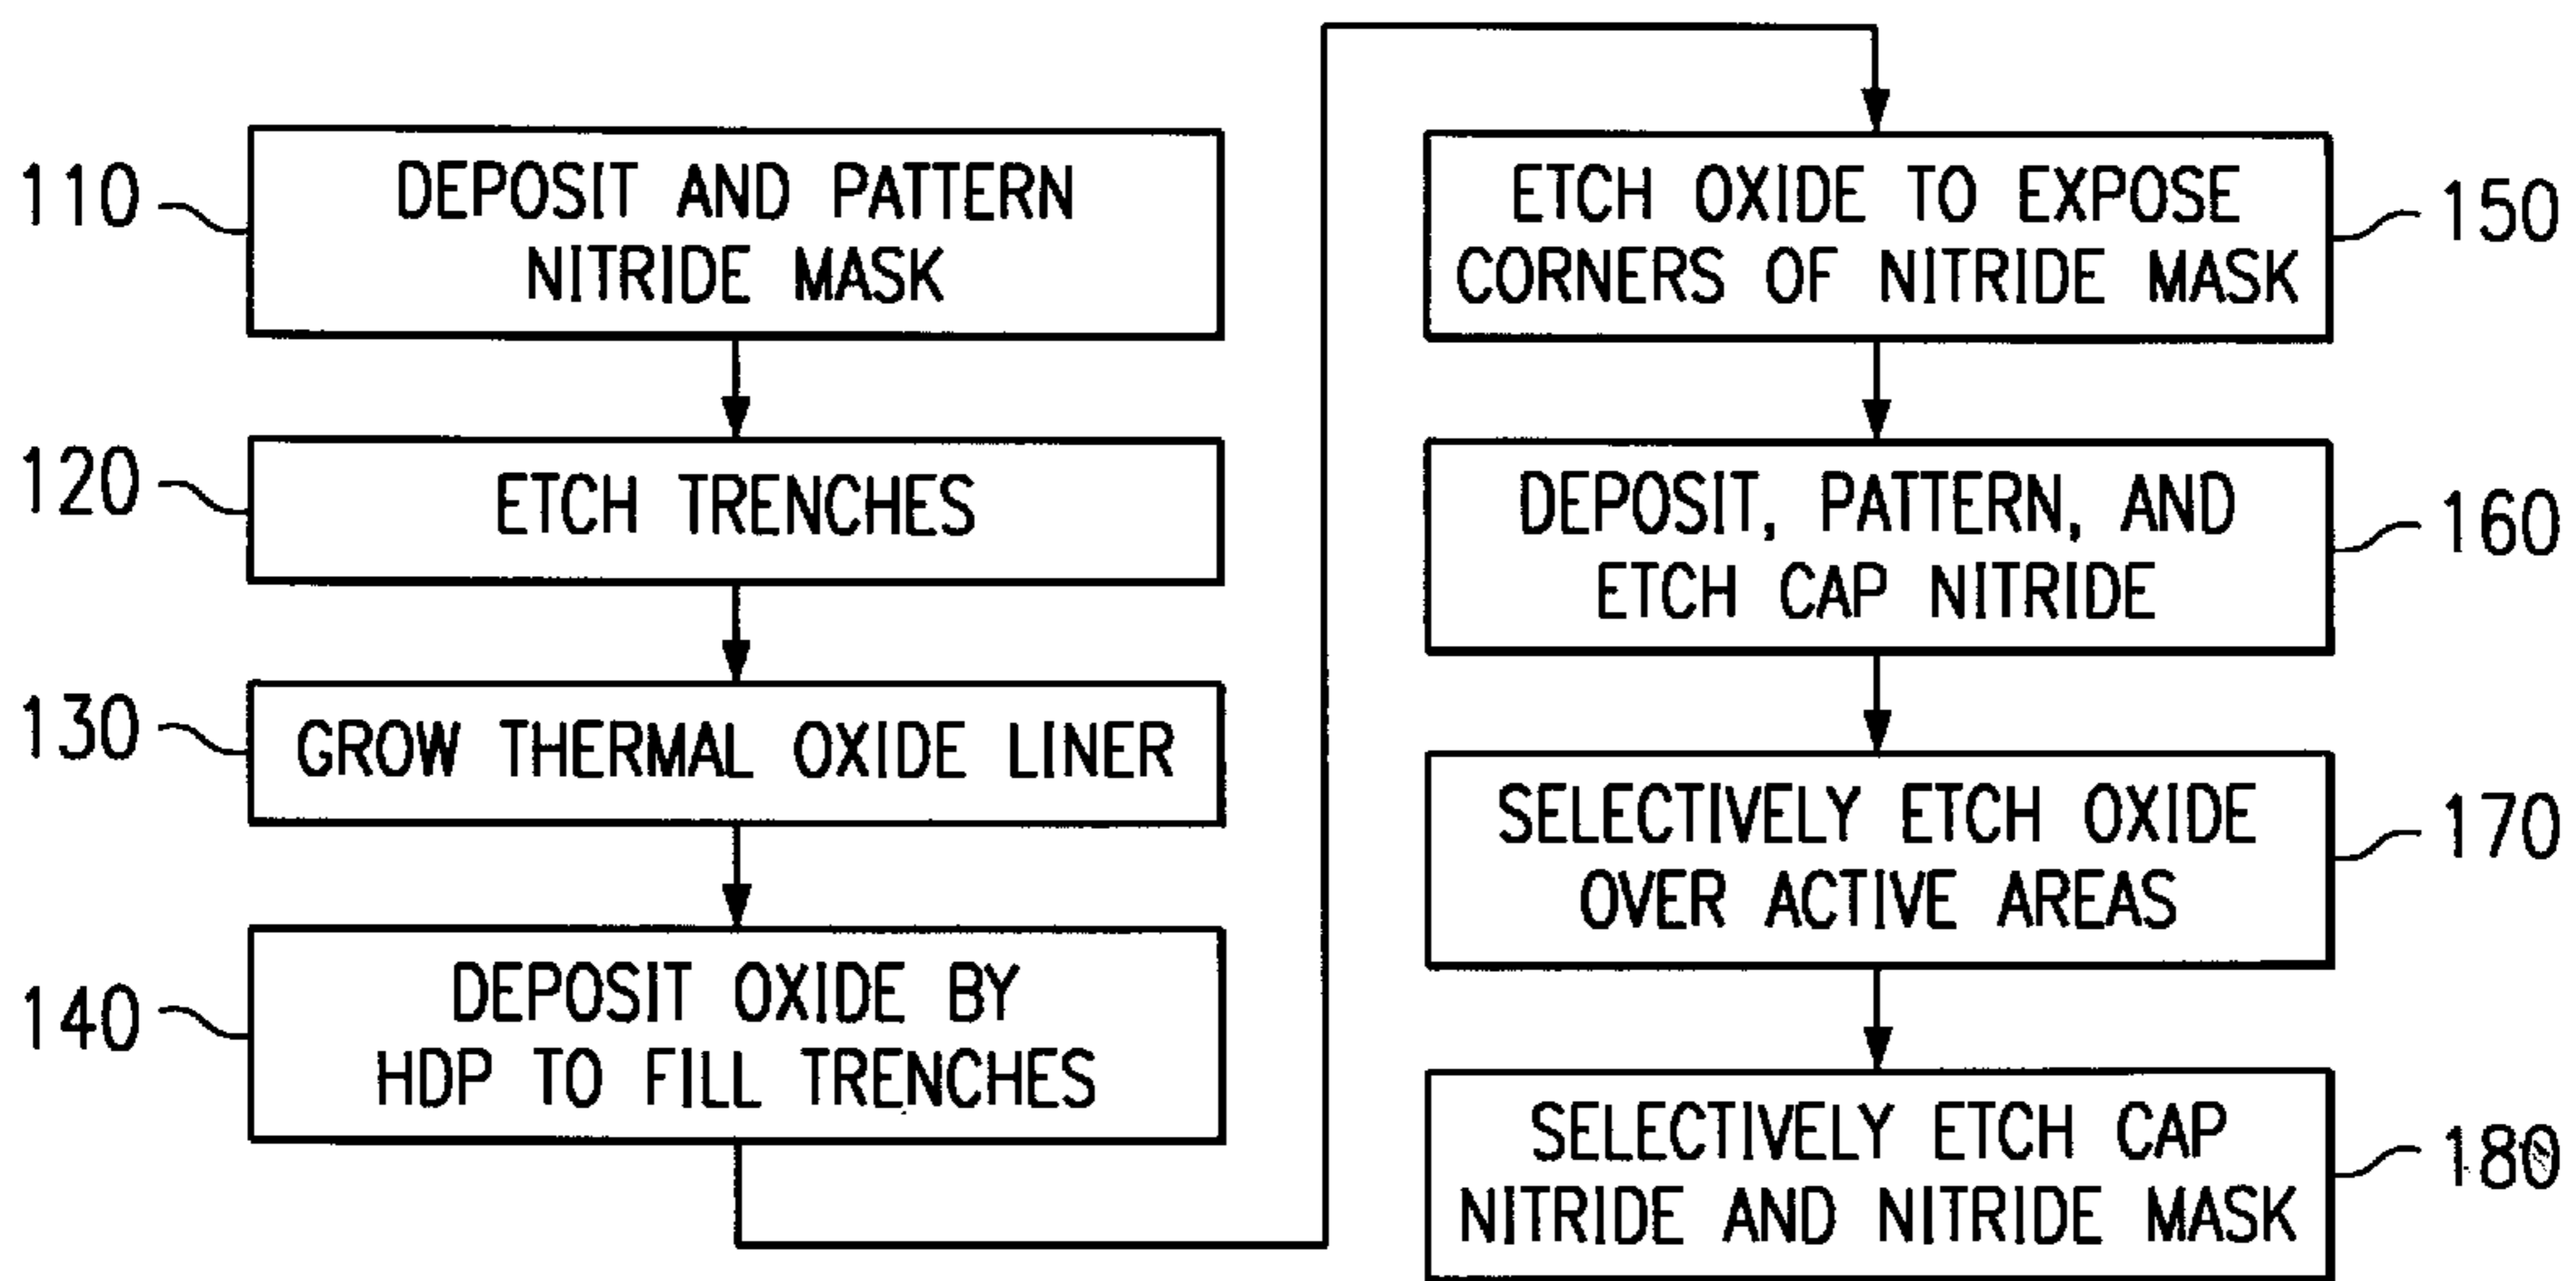 110
DEPOSIT AND PATTERN
NITRIDE MASK
120
ETCH TRENCHES
130
GROW THERMAL OXIDE LINER
140
DEPOSIT OXIDE BY
HDP TO FILL TRENCHES
ETCH OXIDE TO EXPOSE
CORNERS OF NITRIDE MASK
150
DEPOSIT, PATTERN, AND
ETCH CAP NITRIDE
160
SELECTIVELY ETCH OXIDE
OVER ACTIVE AREAS
170
SELECTIVELY ETCH CAP
NITRIDE AND NITRIDE MASK
180